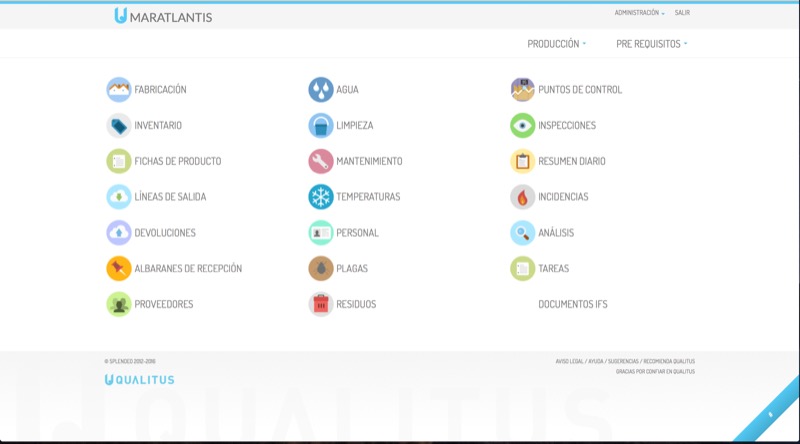 MARATLANTIS
ADMINISTRACIÓN SALIR
PRODUCCIÓN PRE REQUISITOS
FABRICACIÓN AGUA PUNTOS DE CONTROL
INVENTARIO LIMPIEZA INSPECCIONES
FICHAS DE PRODUCTO MANTENIMIENTO RESUMEN DIARIO
LÍNEAS DE SALIDA TEMPERATURAS INCIDENCIAS
DEVOLUCIONES PERSONAL ANÁLISIS
ALBARANES DE RECEPCIÓN PLAGAS TAREAS
PROVEEDORES RESIDUOS DOCUMENTOS IFS
© SPLENDEO 2012-2016 AVISO LEGAL / AYUDA / SUGERENCIAS / RECOMIENDA QUALITUS
GRACIAS POR CONFIAR EN QUALITUS
QUALITUS
QUALITUS